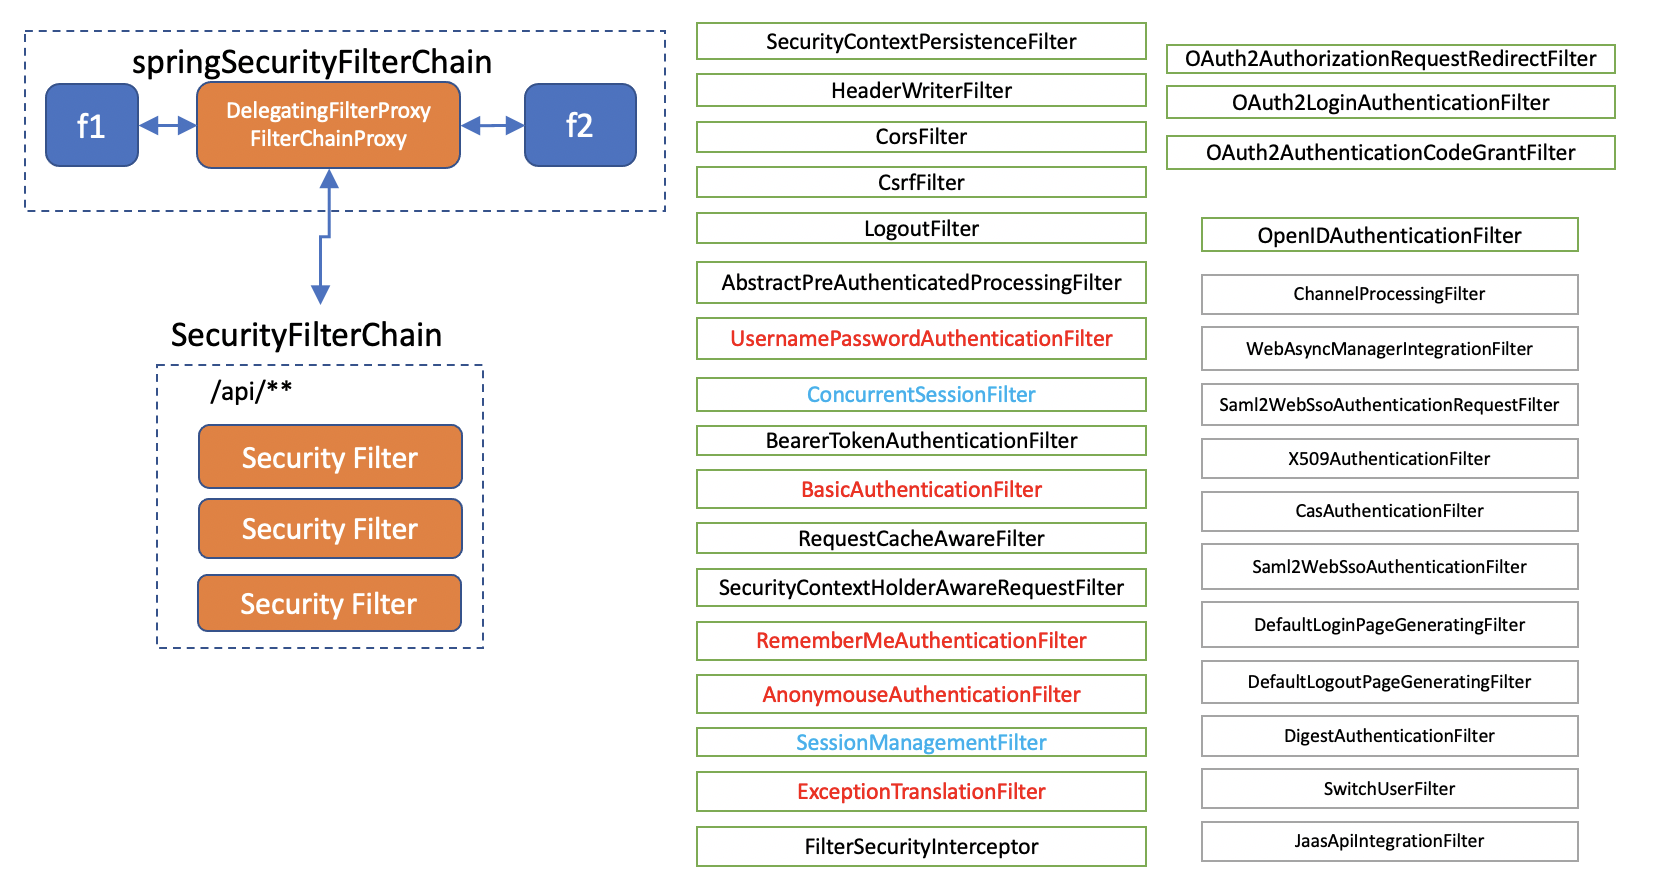 springSecurityFilterChain
f1
DelegatingFilterProxy
FilterChainProxy
f2
SecurityFilterChain
/api/**
Security Filter
Security Filter
Security Filter
SecurityContextPersistenceFilter
HeaderWriterFilter
CorsFilter
CsrfFilter
LogoutFilter
AbstractPreAuthenticatedProcessingFilter
UsernamePasswordAuthenticationFilter
ConcurrentSessionFilter
BearerTokenAuthenticationFilter
BasicAuthenticationFilter
RequestCacheAwareFilter
SecurityContextHolderAwareRequestFilter
RememberMeAuthenticationFilter
AnonymouseAuthenticationFilter
SessionManagementFilter
ExceptionTranslationFilter
FilterSecurityInterceptor
OAuth2AuthorizationRequestRedirectFilter
OAuth2LoginAuthenticationFilter
OAuth2AuthenticationCodeGrantFilter
OpenIDAuthenticationFilter
ChannelProcessingFilter
WebAsyncManagerIntegrationFilter
Saml2WebSsoAuthenticationRequestFilter
X509AuthenticationFilter
CasAuthenticationFilter
Saml2WebSsoAuthenticationFilter
DefaultLoginPageGeneratingFilter
DefaultLogoutPageGeneratingFilter
DigestAuthenticationFilter
SwitchUserFilter
JaasApiIntegrationFilter